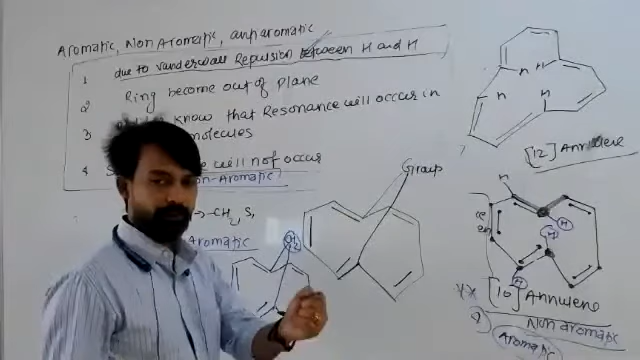 Aromatic, Non Aromatic, antiaromatic
1 due to vanderwall Repulsion between H and H
2 Ring become out of plane
3 know that Resonance will occur in
molecules
4 will not occur
non-Aromatic
→ -CH2, S,
Aromatic
CH2
Group
n H
n n
[12] Annulene
n
H
H
H
[10] Annulene
Non aromatic
Aromatic